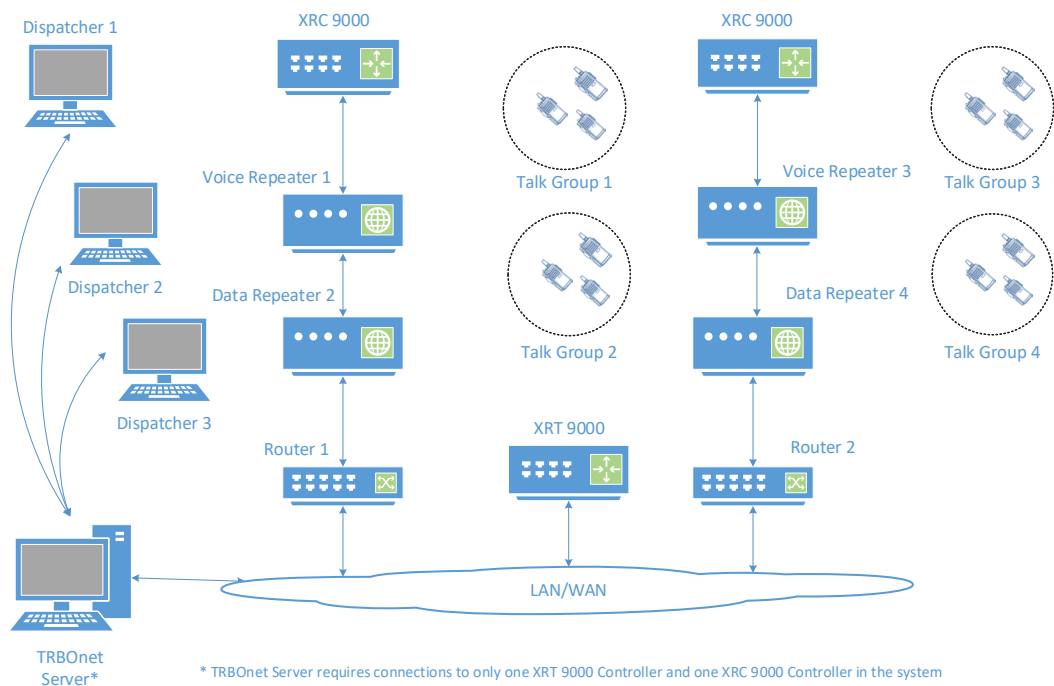 Dispatcher 1
XRC 9000
XRC 9000
Voice Repeater 1
Talk Group 1
Voice Repeater 3
Talk Group 3
Dispatcher 2
Data Repeater 2
Data Repeater 4
Talk Group 2
Talk Group 4
Dispatcher 3
Router 1
XRT 9000
Router 2
LAN/WAN
TRBOnet
Server*
* TRBOnet Server requires connections to only one XRT 9000 Controller and one XRC 9000 Controller in the system